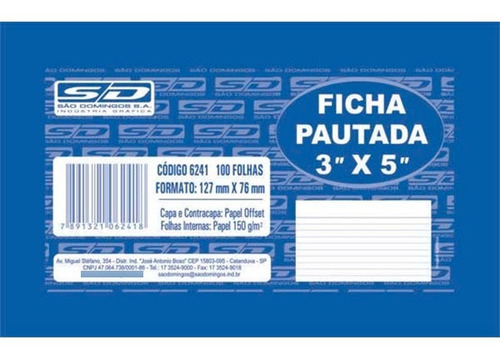 SD
SÃO DOMINGOS S.A.
INDÚSTRIA GRÁFICA
FICHA
PAUTADA
3” X 5”
CÓDIGO 6241 100 FOLHAS
FORMATO: 127 mm X 76 mm
Capa e Contracapa: Papel Offset
Folhas Internas: Papel 150 g/m²
7 891321 062418
Av. Miguel Stéfano, 354 - Distr. Ind. "José Antonio Boso" CEP 15803-095 - Catanduva - SP
CNPJ 47.064.738/0001-86 - Tel.: 17 3524-9000 - Fax: 17 3524-9018
saodomingos@saodomingos.ind.br